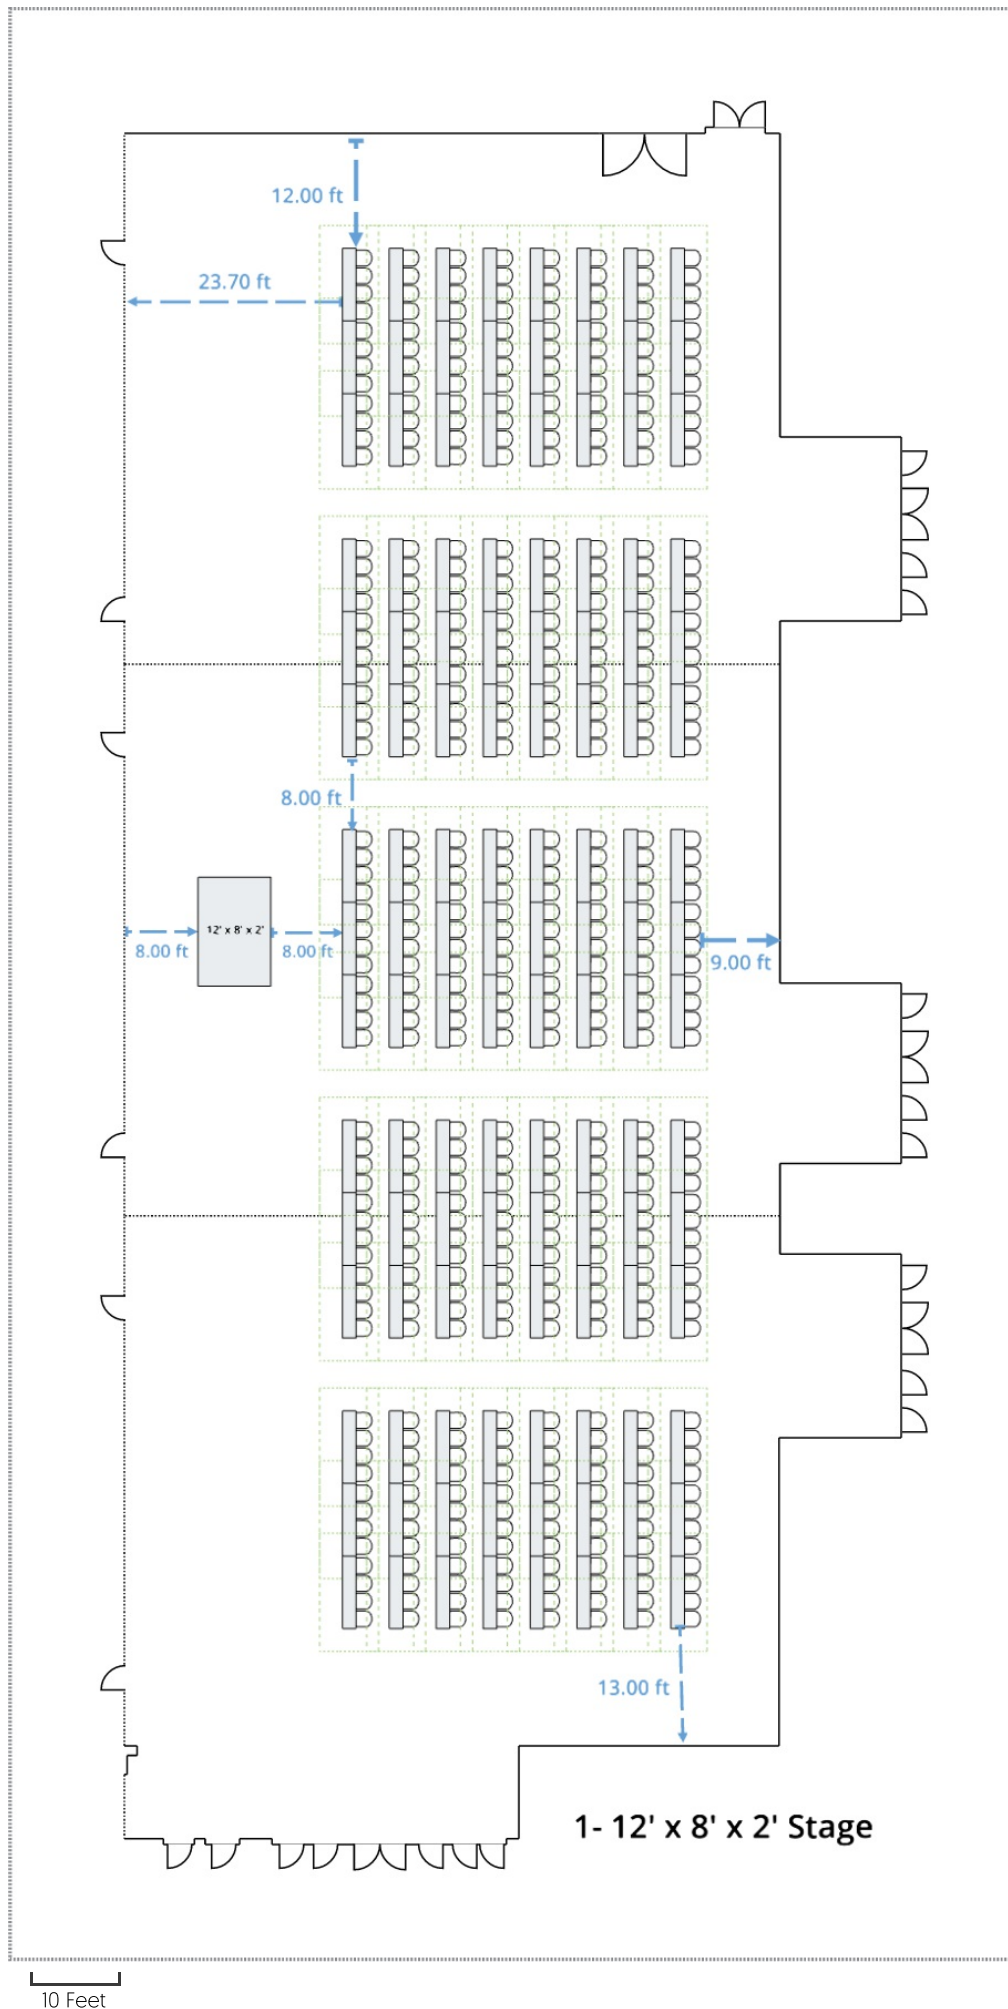 12.00 ft
23.70 ft
8.00 ft
12' x 8' x 2'
8.00 ft
8.00 ft
9.00 ft
13.00 ft
1- 12' x 8' x 2' Stage
10 Feet